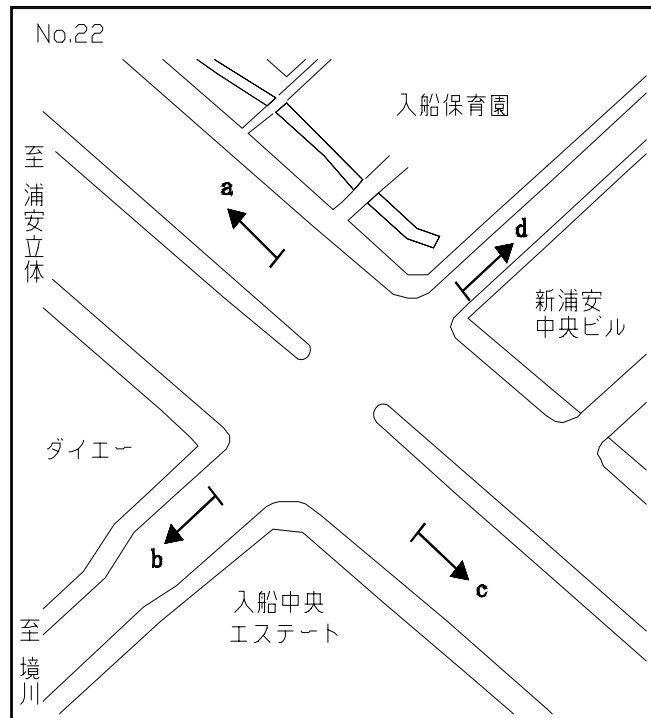 No.22
入船保育園
至 浦安立体
a
d
新浦安
中央ビル
ダイエー
b
c
入船中央
エステート
至 境川